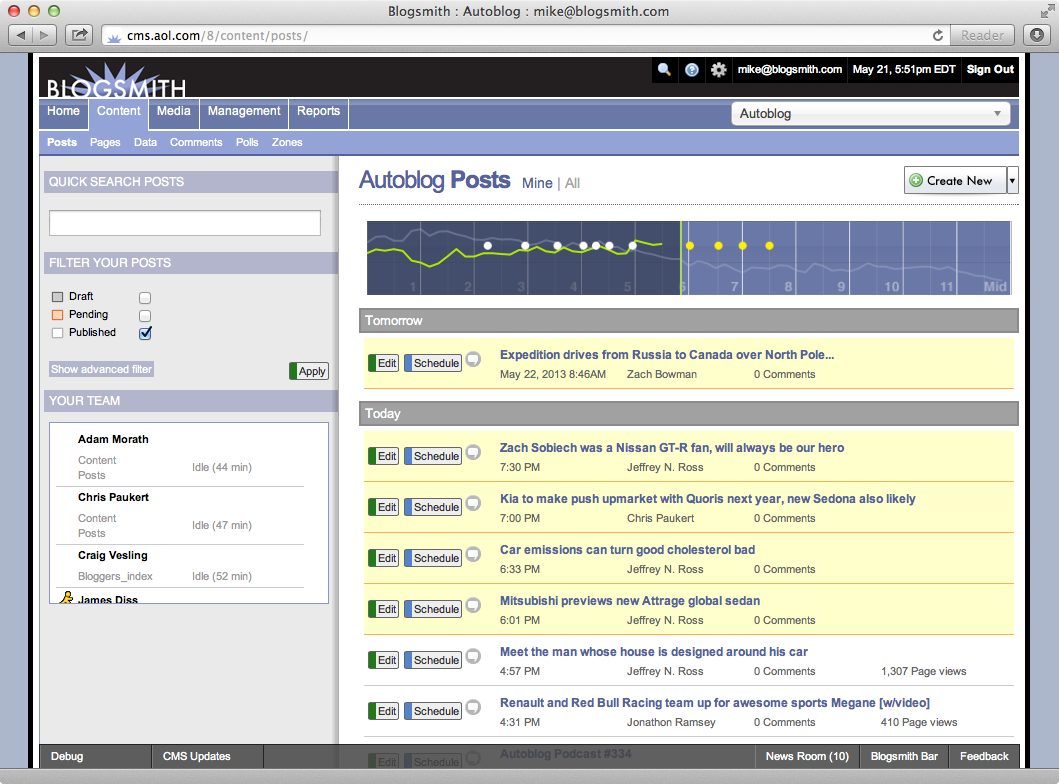 Blogsmith : Autoblog : mike@blogsmith.com
cms.aol.com/8/content/posts/
Reader
BLOGSMITH
mike@blogsmith.com May 21, 5:51pm EDT Sign Out
Home Content Media Management Reports
Autoblog
Posts Pages Data Comments Polls Zones
QUICK SEARCH POSTS
FILTER YOUR POSTS
Draft
Pending
Published
Show advanced filter
Apply
YOUR TEAM
Adam Morath
Content
Posts
Idle (44 min)
Chris Paukert
Content
Posts
Idle (47 min)
Craig Vesling
Bloggers_index Idle (52 min)
James Diss
Autoblog Posts Mine | All
Create New
1 2 3 4 5 6 7 8 9 10 11 Mid
Tomorrow
Edit Schedule
Expedition drives from Russia to Canada over North Pole...
May 22, 2013 8:46AM Zach Bowman 0 Comments
Today
Edit Schedule
Zach Sobiech was a Nissan GT-R fan, will always be our hero
7:30 PM Jeffrey N. Ross 0 Comments
Edit Schedule
Kia to make push upmarket with Quoris next year, new Sedona also likely
7:00 PM Chris Paukert 0 Comments
Edit Schedule
Car emissions can turn good cholesterol bad
6:33 PM Jeffrey N. Ross 0 Comments
Edit Schedule
Mitsubishi previews new Attrage global sedan
6:01 PM Jeffrey N. Ross 0 Comments
Edit Schedule
Meet the man whose house is designed around his car
4:57 PM Jeffrey N. Ross 0 Comments 1,307 Page views
Edit Schedule
Renault and Red Bull Racing team up for awesome sports Megane [w/video]
4:31 PM Jonathon Ramsey 0 Comments 410 Page views
Edit Schedule
Autoblog Podcast #334
Debug CMS Updates News Room (10) Blogsmith Bar Feedback